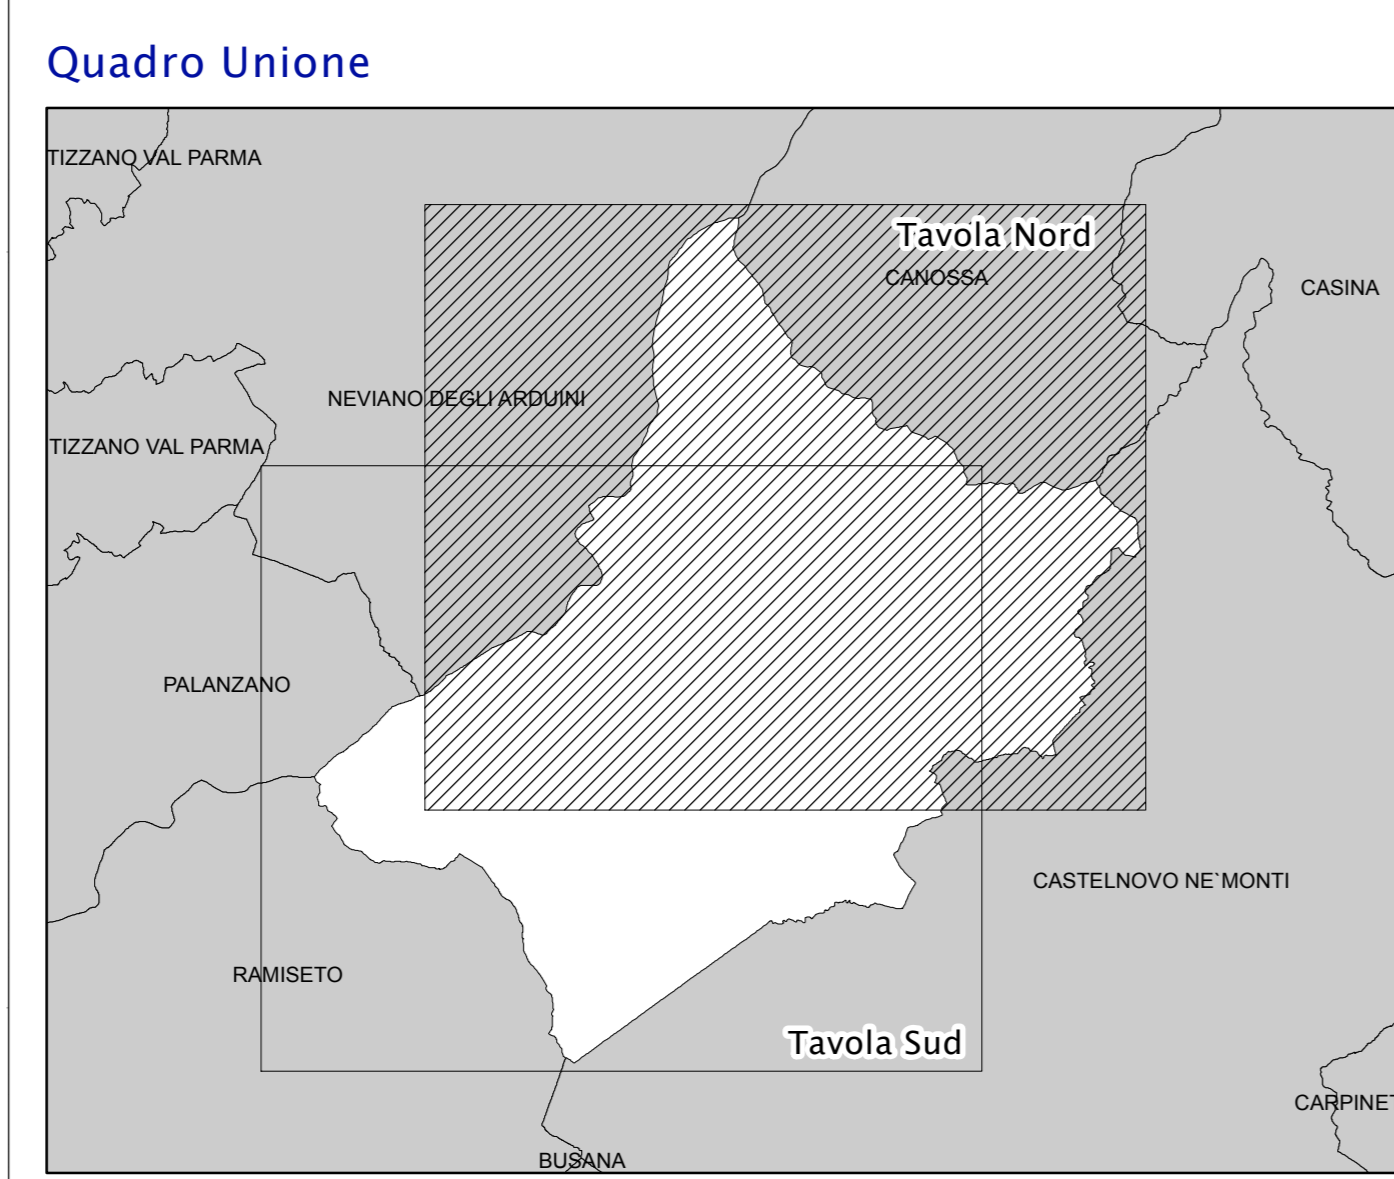 Quadro Unione
TIZZANO VAL PARMA
Tavola Nord
CANOSSA
CASINA
NEVIANO DEGLI ARDUINI
TIZZANO VAL PARMA
PALANZANO
CASTELNOVO NE`MONTI
RAMISETO
Tavola Sud
CARPINET
BUSANA